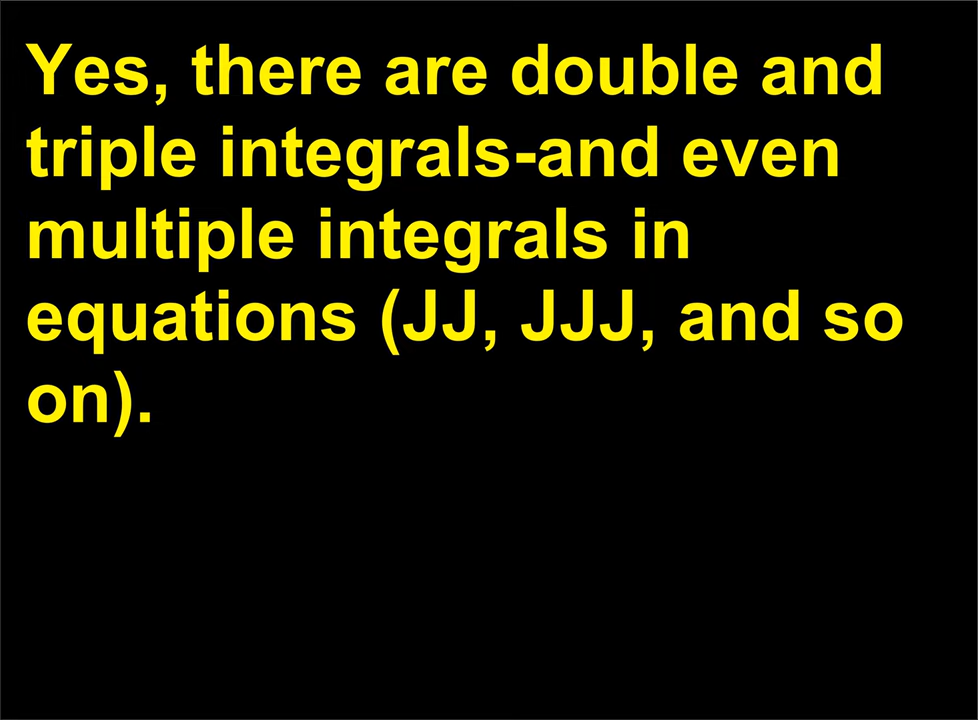 Yes, there are double and
triple integrals-and even
multiple integrals in
equations (JJ, JJJ, and so
on).